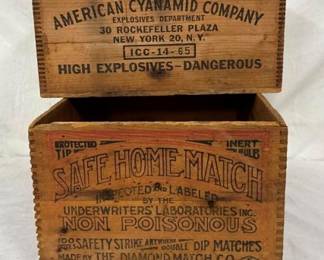 AMERICAN CYANAMID COMPANY
EXPLOSIVES DEPARTMENT
30 ROCKEFELLER PLAZA
NEW YORK 20, N.Y.
ICC-14-65
HIGH EXPLOSIVES-DANGEROUS
PROTECTED INERT
TIP BULB
SAFE HOME MATCH
INSPECTED AND LABELED
BY THE
UNDERWRITERS' LABORATORIES INC.
NON POISONOUS
SAFETY STRIKE ANYWHERE DOUBLE DIP MATCHES
MADE BY THE DIAMOND MATCH CO